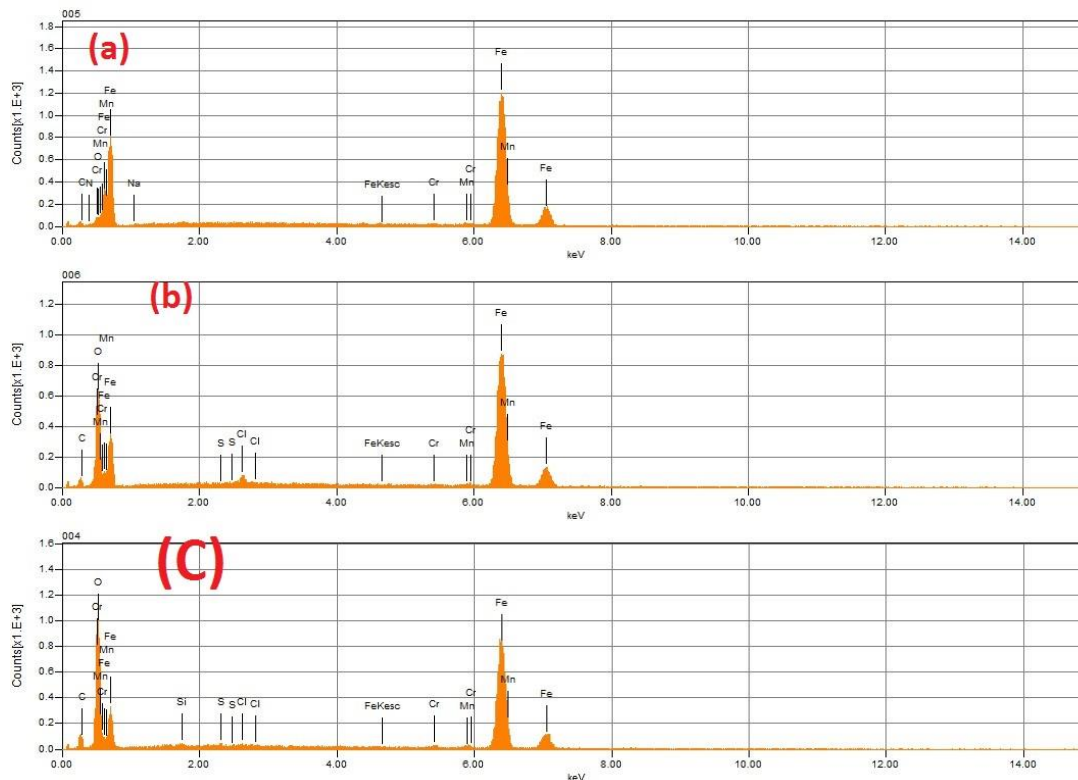 005
(a)
Counts[x1.E+3]
1.8
1.6
1.4
1.2
1.0
0.8
0.6
0.4
0.2
0.0
Fe
Mn
Fe
Cr
Mn
O
Cr
C N Na
FeKesc Cr Mn Cr
Fe
Mn
Fe
0.00 2.00 4.00 6.00 8.00 10.00 12.00 14.00
keV
006
(b)
Counts[x1.E+3]
1.2
1.0
0.8
0.6
0.4
0.2
0.0
Mn
O
Cr Fe
Fe
Cr
Mn
C
S S Cl Cl
FeKesc Cr Mn Cr
Fe
Mn
Fe
0.00 2.00 4.00 6.00 8.00 10.00 12.00 14.00
keV
004
(C)
Counts[x1.E+3]
1.6
1.4
1.2
1.0
0.8
0.6
0.4
0.2
0.0
O
Cr
Fe
Mn
Fe
Mn
Cr
C
Si S S Cl Cl
FeKesc Cr Mn Cr
Fe
Mn
Fe
0.00 2.00 4.00 6.00 8.00 10.00 12.00 14.00
keV